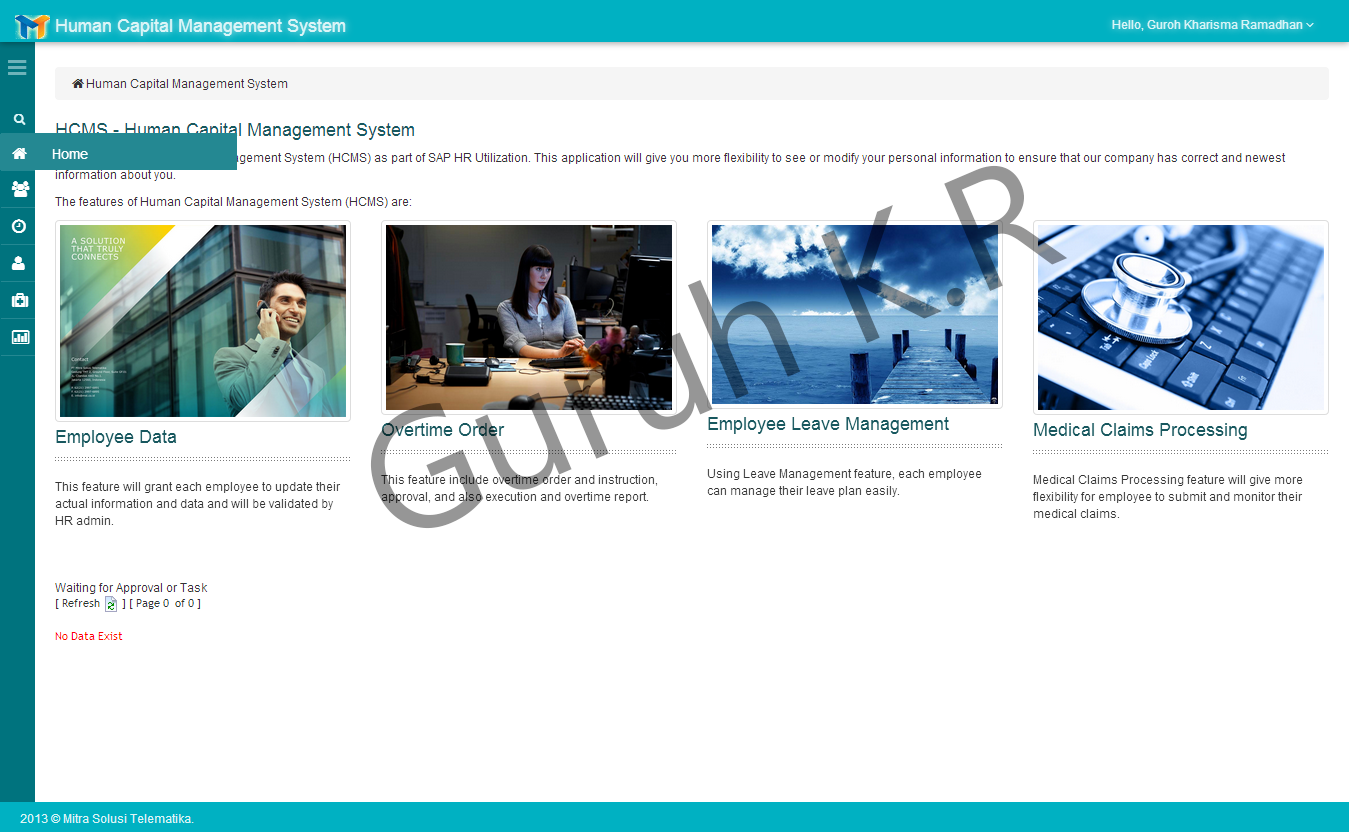 Human Capital Management System
Hello, Guroh Kharisma Ramadhan
Human Capital Management System
HCMS - Human Capital Management System
Home
gement System (HCMS) as part of SAP HR Utilization. This application will give you more flexibility to see or modify your personal information to ensure that our company has correct and newest
information about you.
The features of Human Capital Management System (HCMS) are:
A SOLUTION
THAT TRULY
CONNECTS
Contact
Employee Data
This feature will grant each employee to update their
actual information and data and will be validated by
HR admin.
Overtime Order
This feature include overtime order and instruction,
approval, and also execution and overtime report.
Employee Leave Management
Using Leave Management feature, each employee
can manage their leave plan easily.
Caps Lock
Tab
Shift
Medical Claims Processing
Medical Claims Processing feature will give more
flexibility for employee to submit and monitor their
medical claims.
Guruh K.R
Waiting for Approval or Task
[ Refresh ] [ Page 0 of 0 ]
No Data Exist
2013 © Mitra Solusi Telematika.